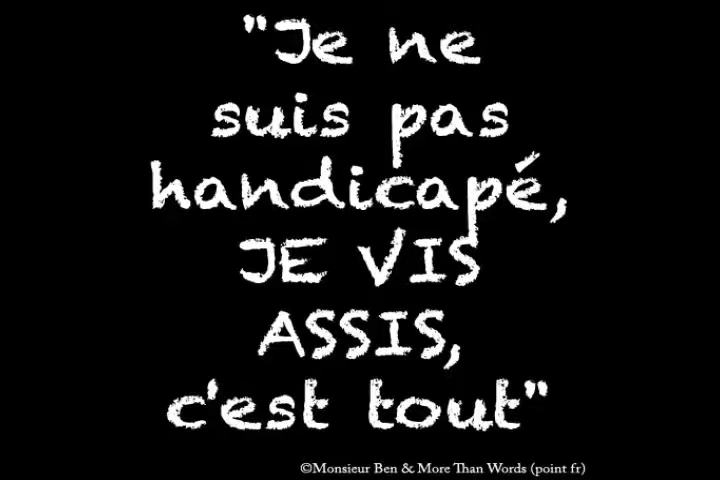 "Je ne
suis pas
handicapé,
JE VIS
ASSIS,
c'est tout"
©Monsieur Ben & More Than Words (point fr)